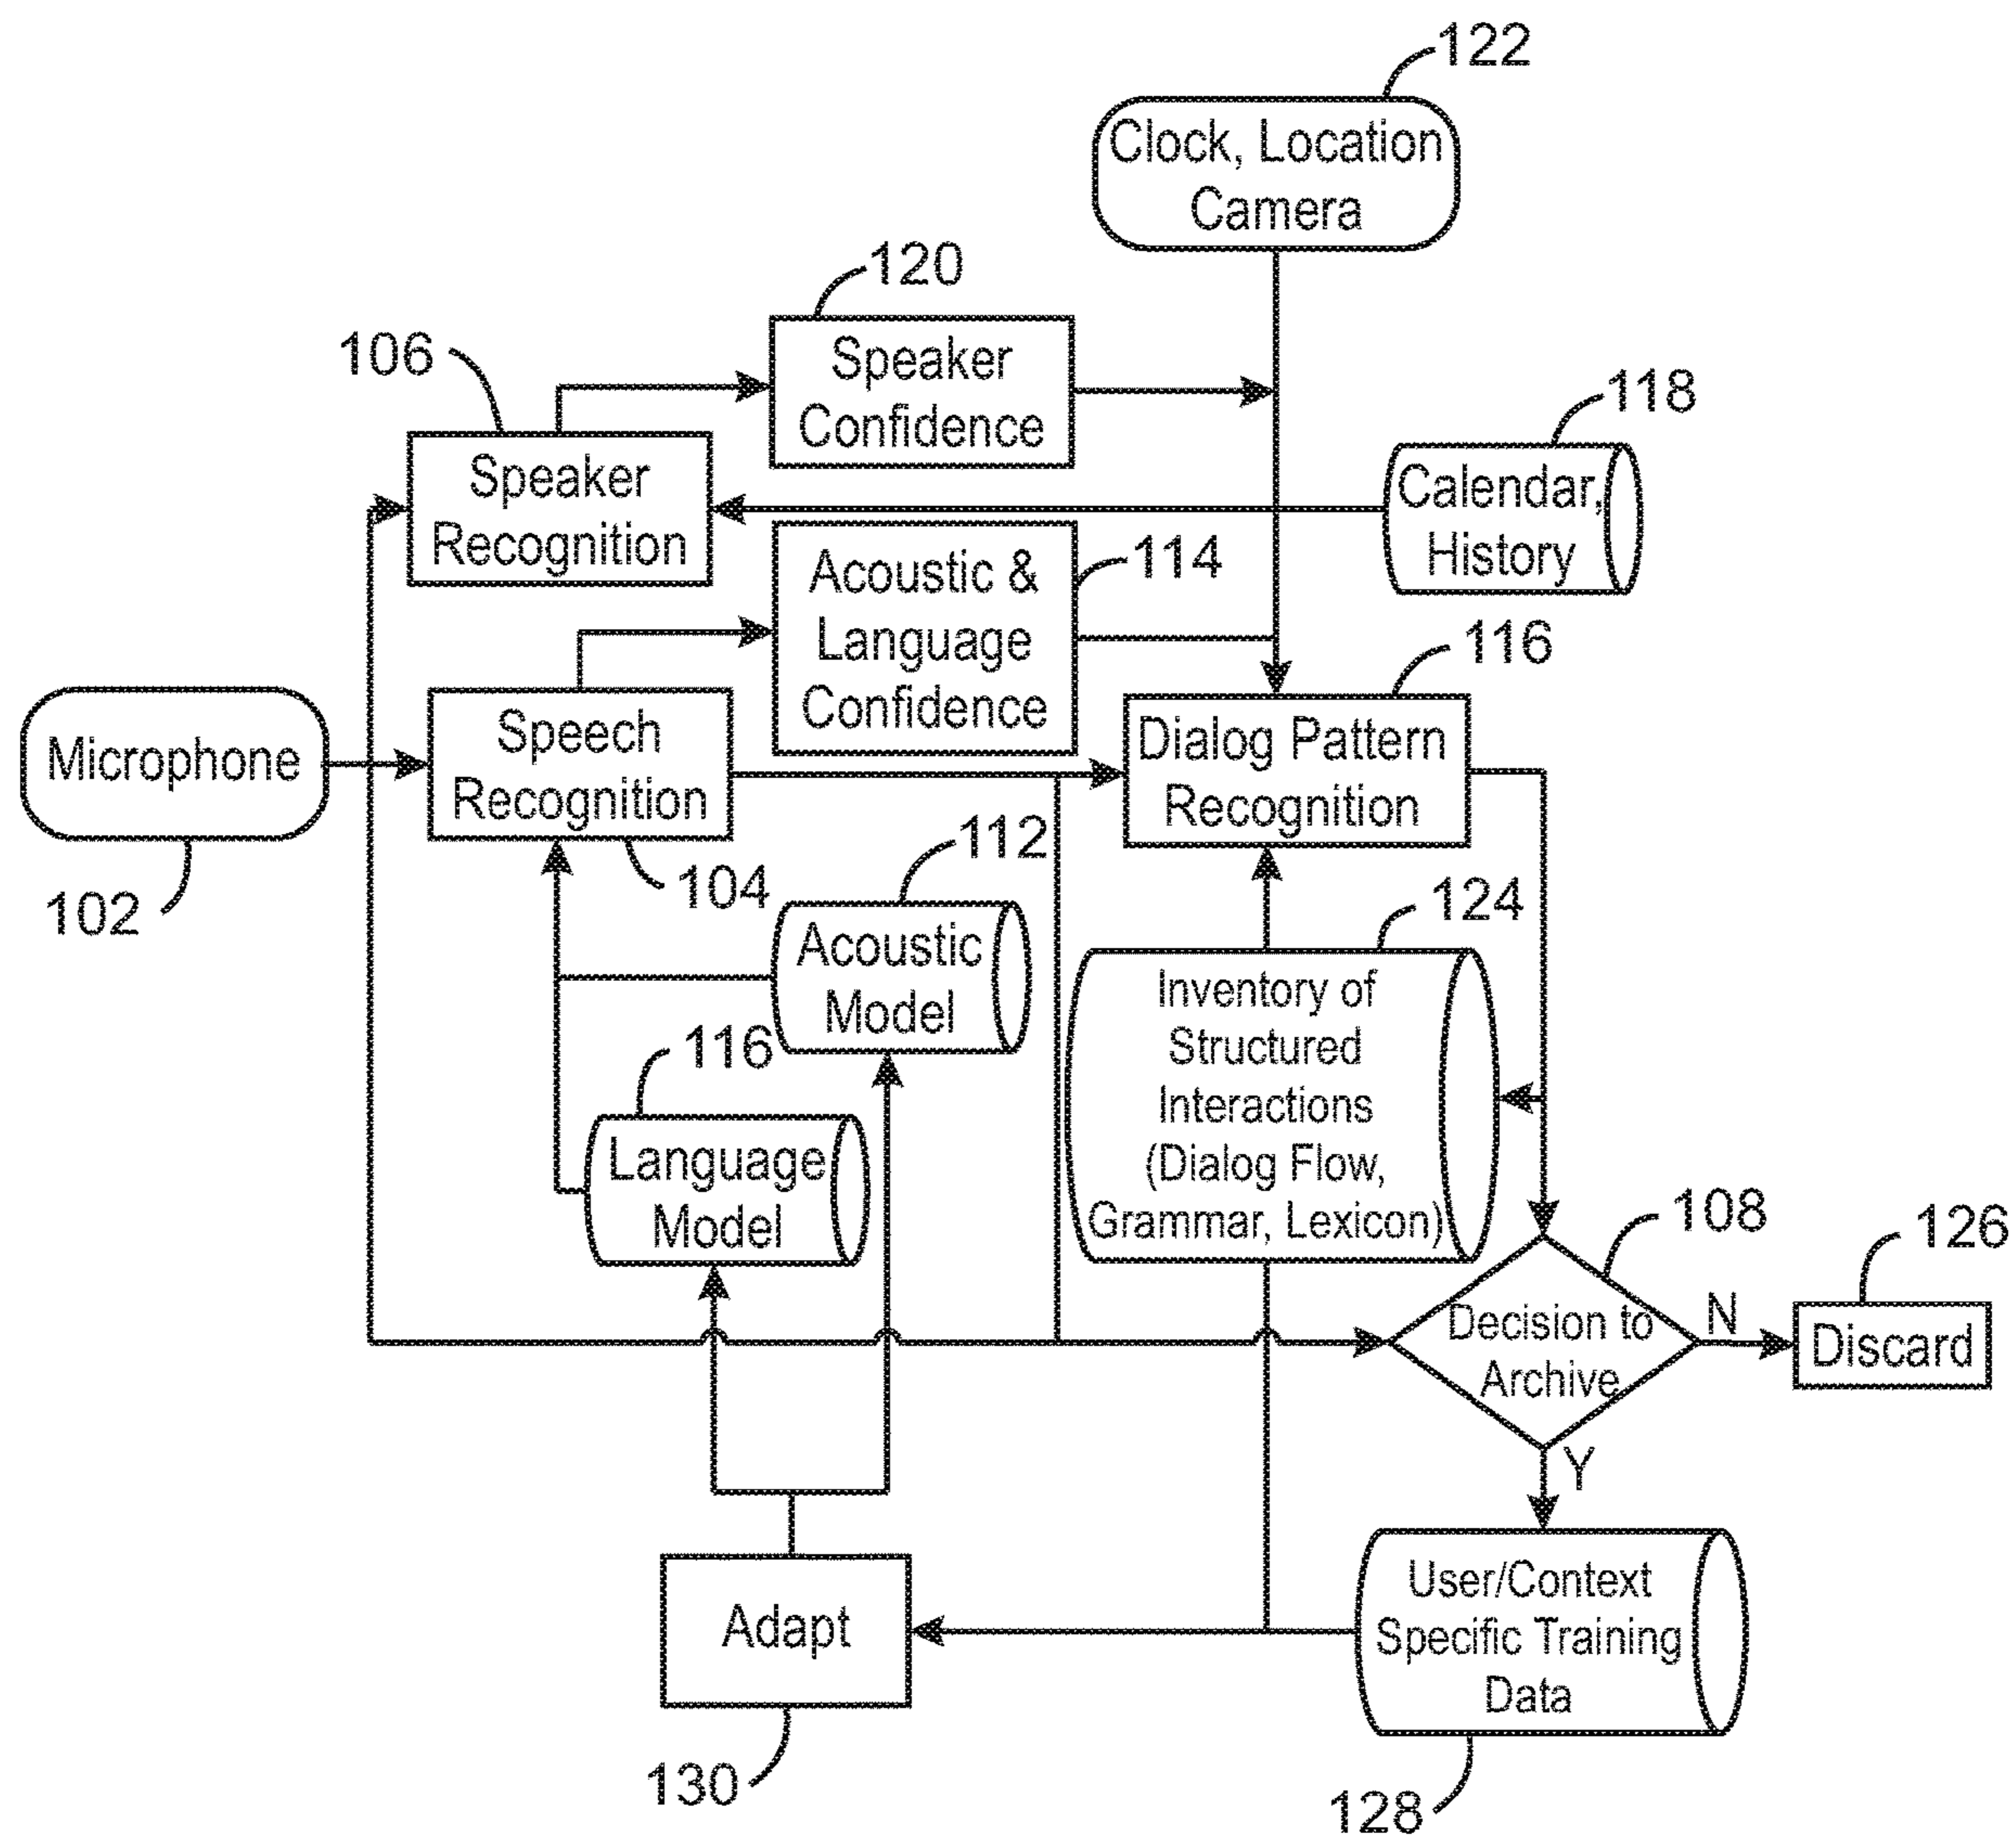 122
Clock, Location
Camera
120
Speaker
Confidence
106
Speaker
Recognition
118
Calendar,
History
Acoustic &
Language
Confidence
114
116
Microphone
102
Speech
Recognition
104
Dialog Pattern
Recognition
112
Acoustic
Model
116
Language
Model
124
Inventory of
Structured
Interactions
(Dialog Flow,
Grammar, Lexicon)
108
Decision to
Archive
N
126
Discard
Y
User/Context
Specific Training
Data
128
Adapt
130